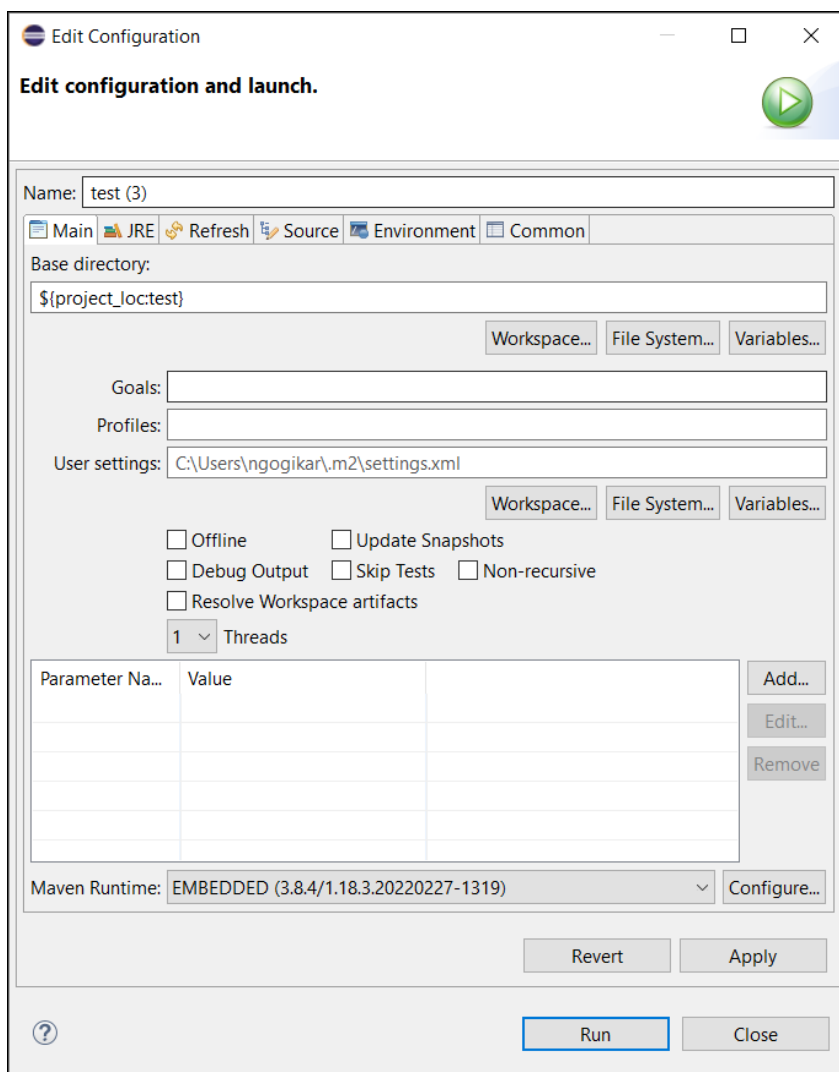 Edit Configuration
Edit configuration and launch.
Name: test (3)
Main JRE Refresh Source Environment Common
Base directory:
${project_loc:test}
Workspace... File System... Variables...
Goals:
Profiles:
User settings: C:\Users\ngogikar\.m2\settings.xml
Workspace... File System... Variables...
Offline Update Snapshots
Debug Output Skip Tests Non-recursive
Resolve Workspace artifacts
1 Threads
Parameter Na... Value Add...
Edit...
Remove
Maven Runtime: EMBEDDED (3.8.4/1.18.3.20220227-1319) Configure...
Revert Apply
? Run Close